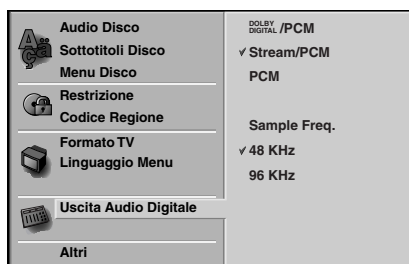 Audio Disco
Sottotitoli Disco
Menu Disco
Restrizione
Codice Regione
Formato TV
Linguaggio Menu
Uscita Audio Digitale
Altri
DOLBY DIGITAL /PCM
Stream/PCM
PCM
Sample Freq.
48 KHz
96 KHz